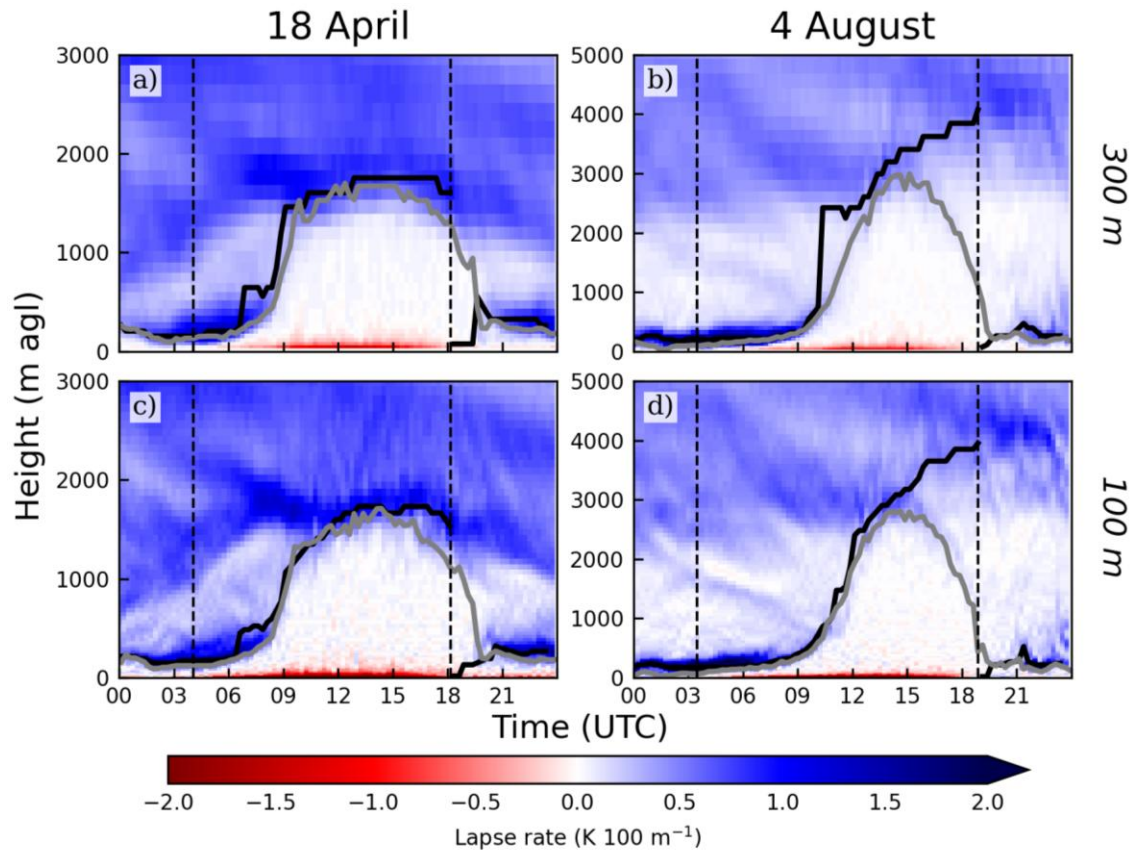 18 April
4 August
3000
2000
1000
0
a)
5000
4000
3000
2000
1000
0
b)
300 m
3000
2000
1000
0
c)
00 03 06 09 12 15 18 21
5000
4000
3000
2000
1000
0
d)
00 03 06 09 12 15 18 21
100 m
Height (m agl)
Time (UTC)
−2.0 −1.5 −1.0 −0.5 0.0 0.5 1.0 1.5 2.0
Lapse rate (K 100 m⁻¹)